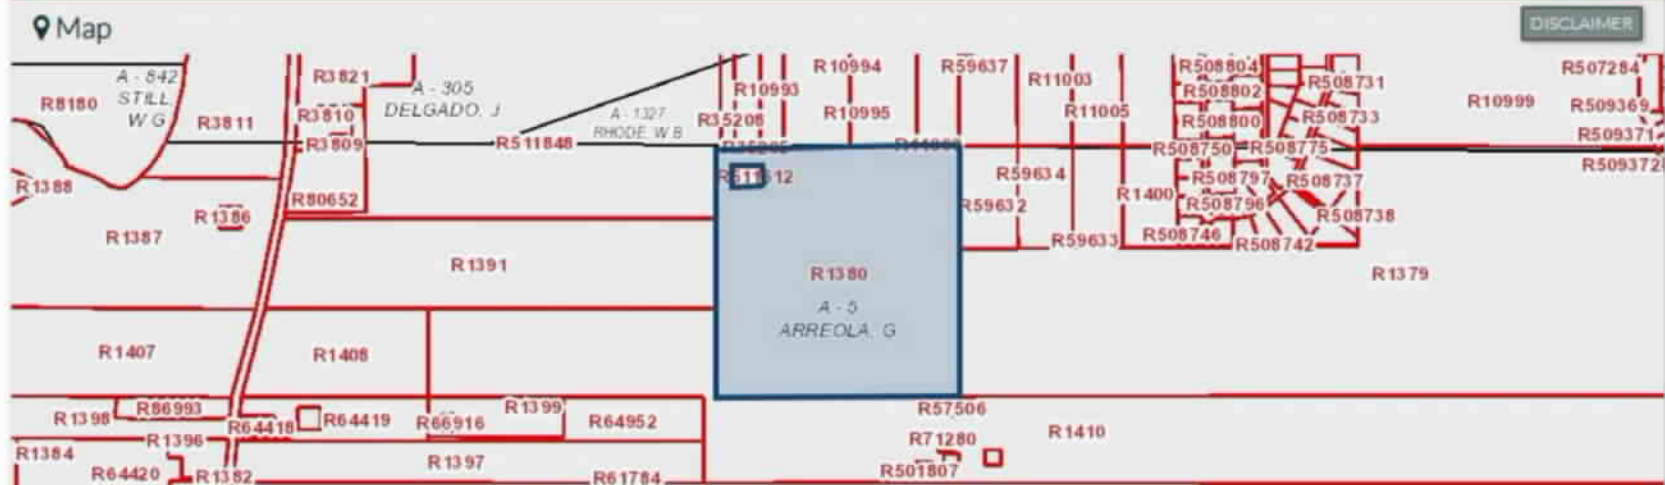 Map
DISCLAIMER
A - 842
STILL,
W G
R8180
R3811
R3821
R3810
R3809
A - 305
DELGADO, J
A - 1327
RHODE, W B
R511848
R10993
R35208
R10994
R10995
R59637
R11003
R11005
R508804
R508802
R508800
R508750
R508731
R508733
R508775
R10999
R507284
R509369
R509371
R509372
R1388
R1386
R1387
R80652
R1391
R59634
R59632
R59633
R1400
R508797
R508796
R508746
R508737
R508738
R508742
R1380
A - 5
ARREOLA, G
R1379
R1407
R1408
R1398
R86993
R64418
R64419
R66916
R1399
R64952
R57506
R1396
R71280
R1410
R1384
R64420
R1382
R1397
R61784
R501807